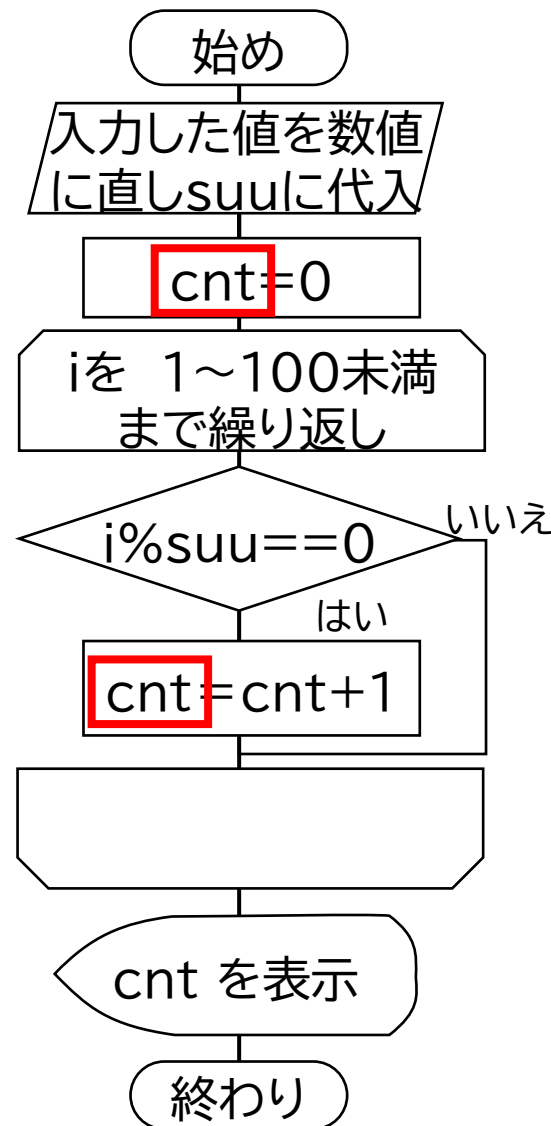 始め
入力した値を数値
に直しsuuに代入
cnt=0
iを 1～100未満
まで繰り返し
i%suu==0
いいえ
はい
cnt=cnt+1
cnt を表示
終わり